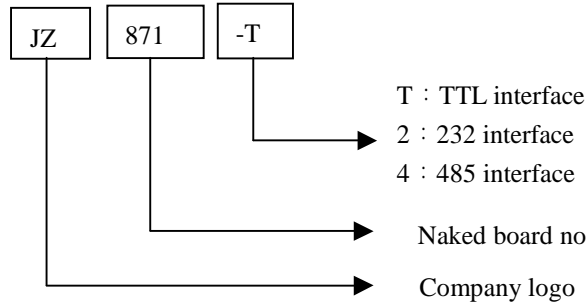 JZ 871 -T
T：TTL interface
2：232 interface
4：485 interface
Naked board no
Company logo